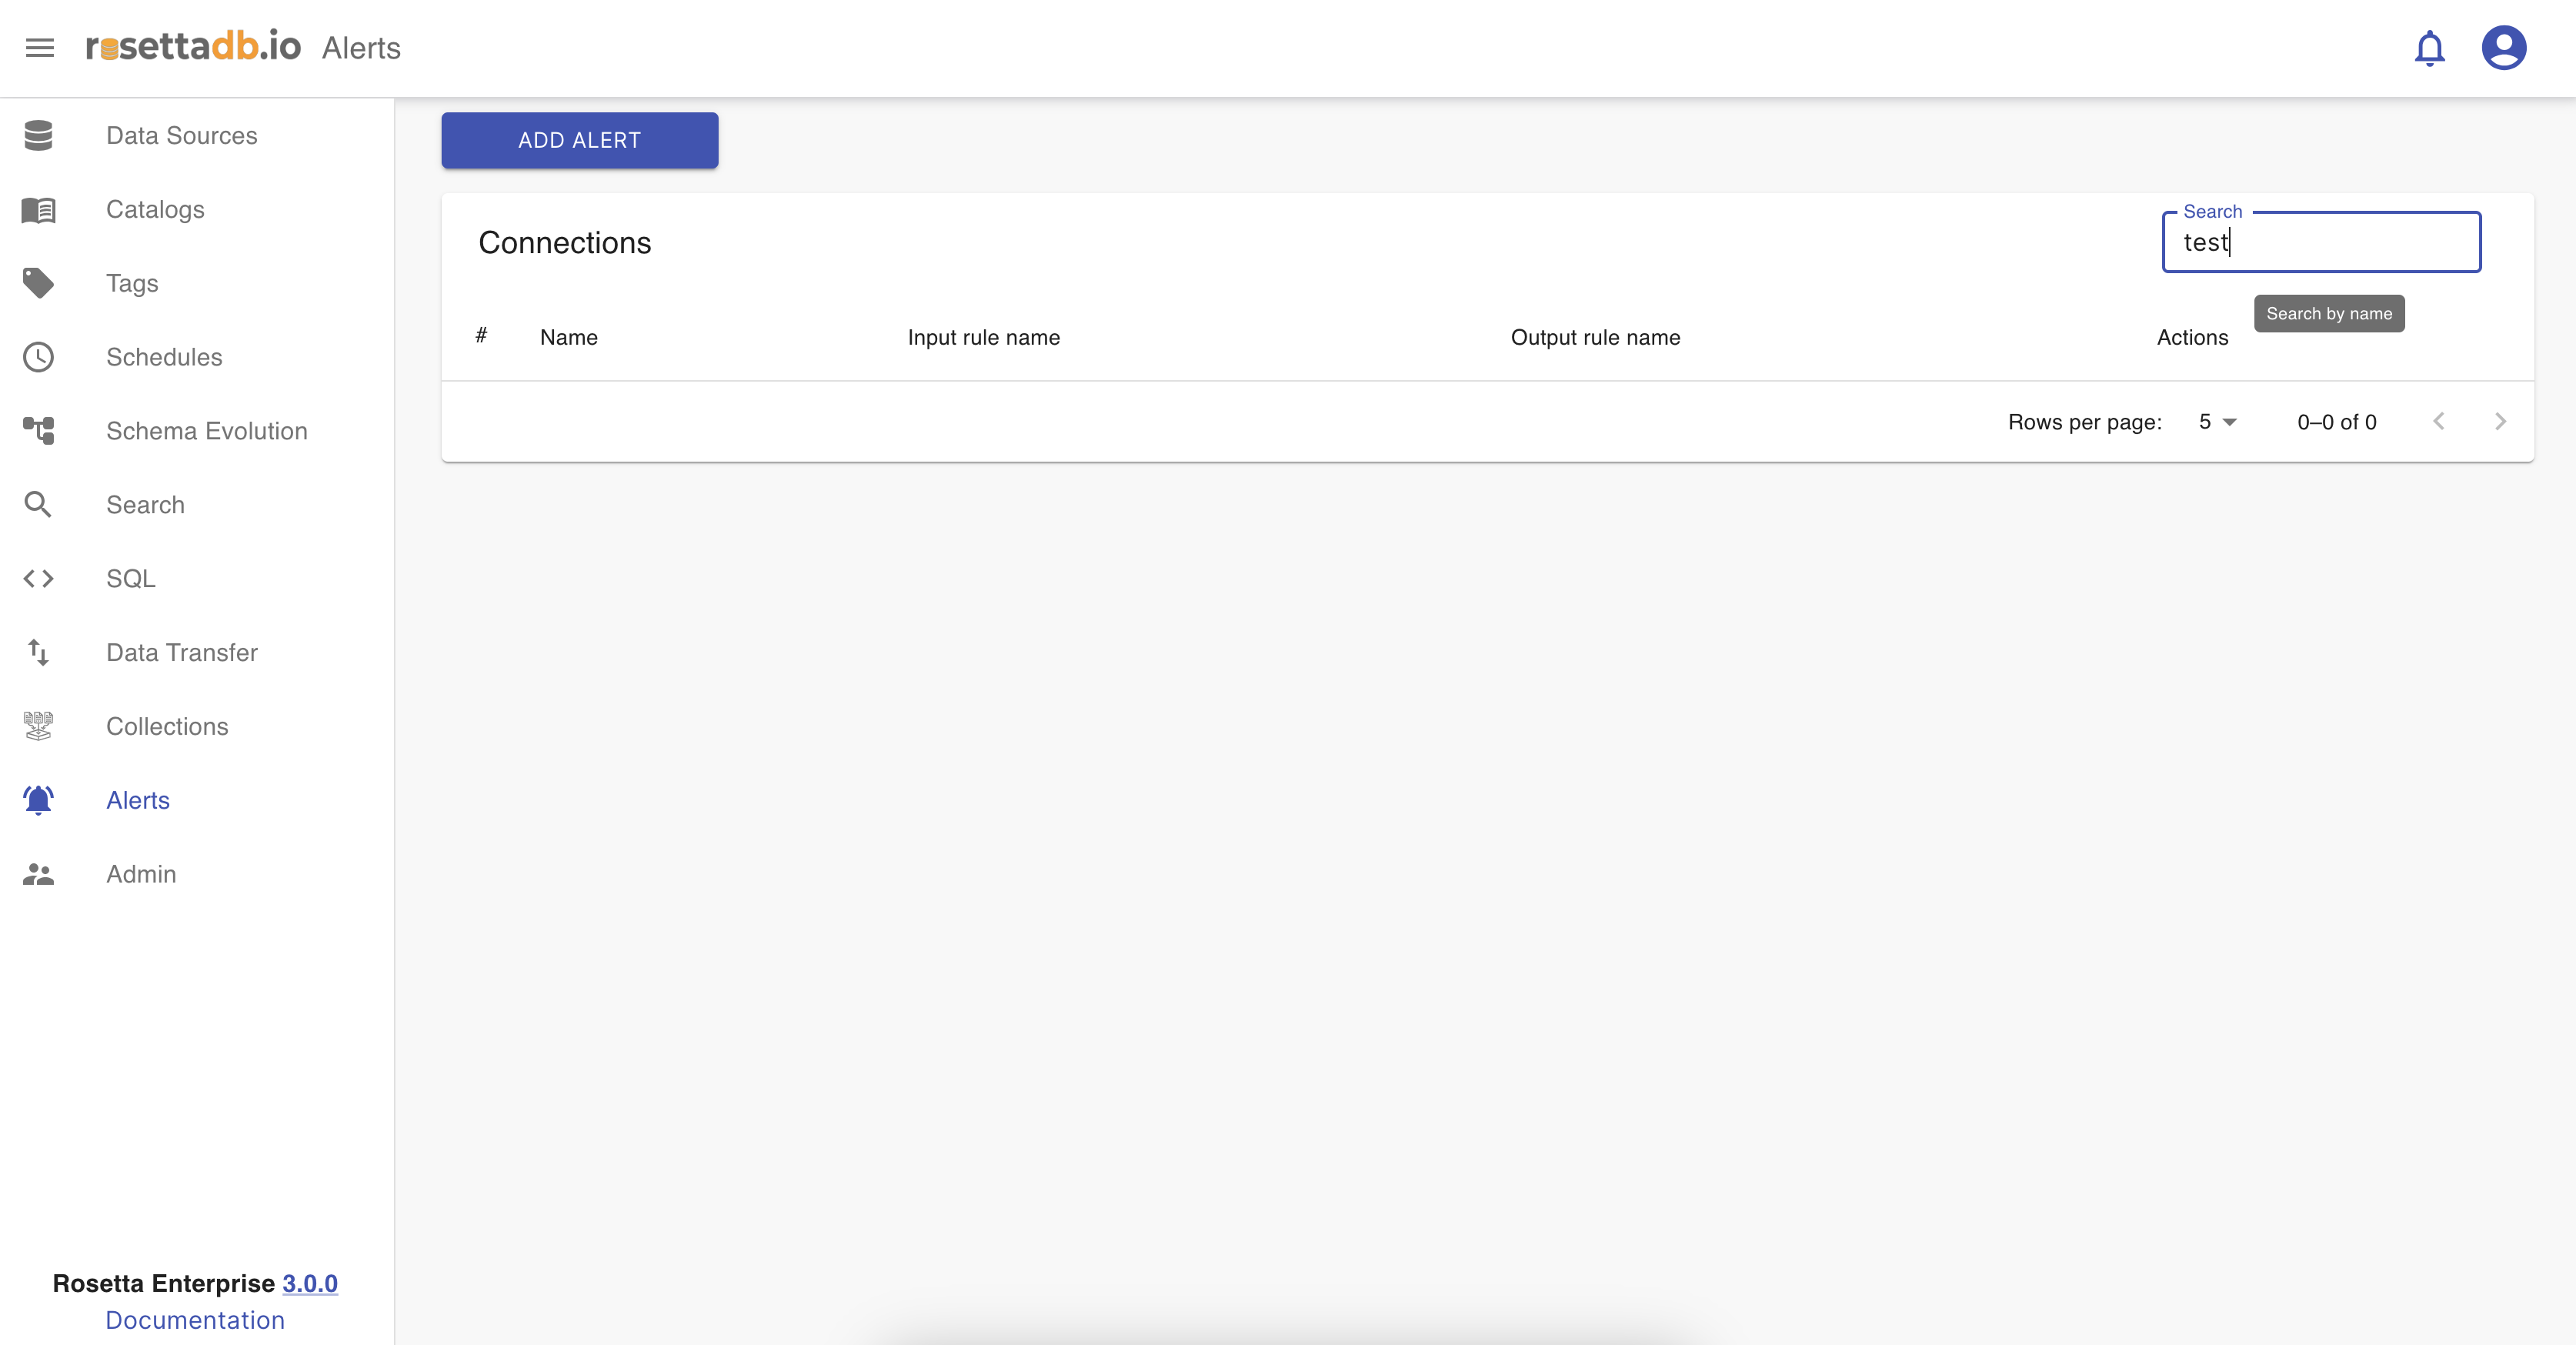 rosettadb.io Alerts
Data Sources
Catalogs
Tags
Schedules
Schema Evolution
Search
SQL
Data Transfer
Collections
Alerts
Admin
Rosetta Enterprise 3.0.0
Documentation
ADD ALERT
Connections
Search
test
Search by name
# Name Input rule name Output rule name Actions
Rows per page: 5 0–0 of 0